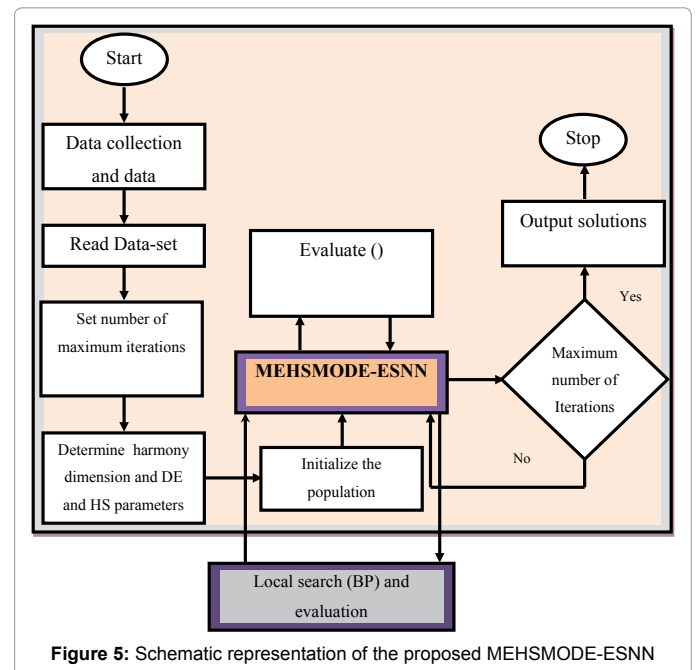 Start
Data collection
and data
Read Data-set
Set number of
maximum iterations
Determine harmony
dimension and DE
and HS parameters
Initialize the
population
Evaluate ()
MEHSMODE-ESNN
Local search (BP) and
evaluation
Maximum
number of
Iterations
No
Yes
Output solutions
Stop
Figure 5: Schematic representation of the proposed MEHSMODE-ESNN